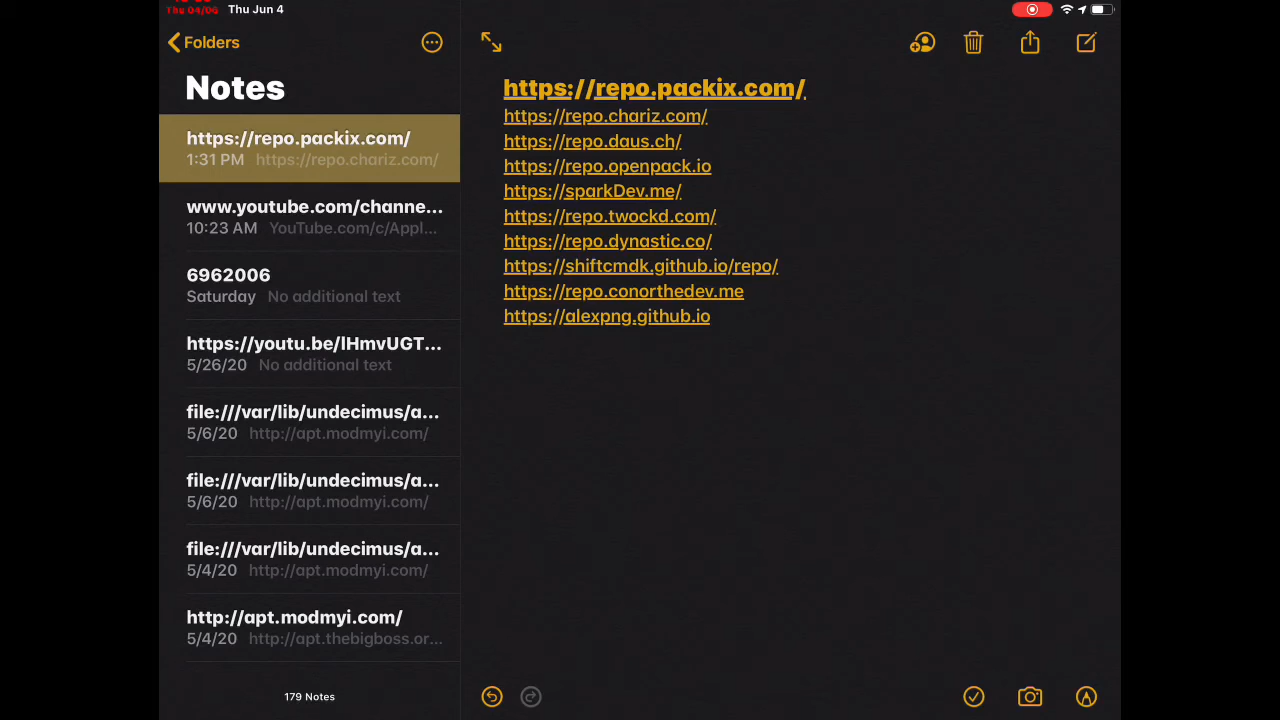 Thu 04/06
Thu Jun 4
Folders
Notes
https://repo.packix.com/
1:31 PM https://repo.chariz.com/
www.youtube.com/channe...
10:23 AM YouTube.com/c/Appl...
6962006
Saturday No additional text
https://youtu.be/lHmvUGT...
5/26/20 No additional text
file:///var/lib/undecimus/a...
5/6/20 http://apt.modmyi.com/
file:///var/lib/undecimus/a...
5/6/20 http://apt.modmyi.com/
file:///var/lib/undecimus/a...
5/4/20 http://apt.modmyi.com/
http://apt.modmyi.com/
5/4/20 http://apt.thebigboss.or...
179 Notes
https://repo.packix.com/
https://repo.chariz.com/
https://repo.daus.ch/
https://repo.openpack.io
https://sparkDev.me/
https://repo.twockd.com/
https://repo.dynastic.co/
https://shiftcmdk.github.io/repo/
https://repo.conorthedev.me
https://alexpng.github.io